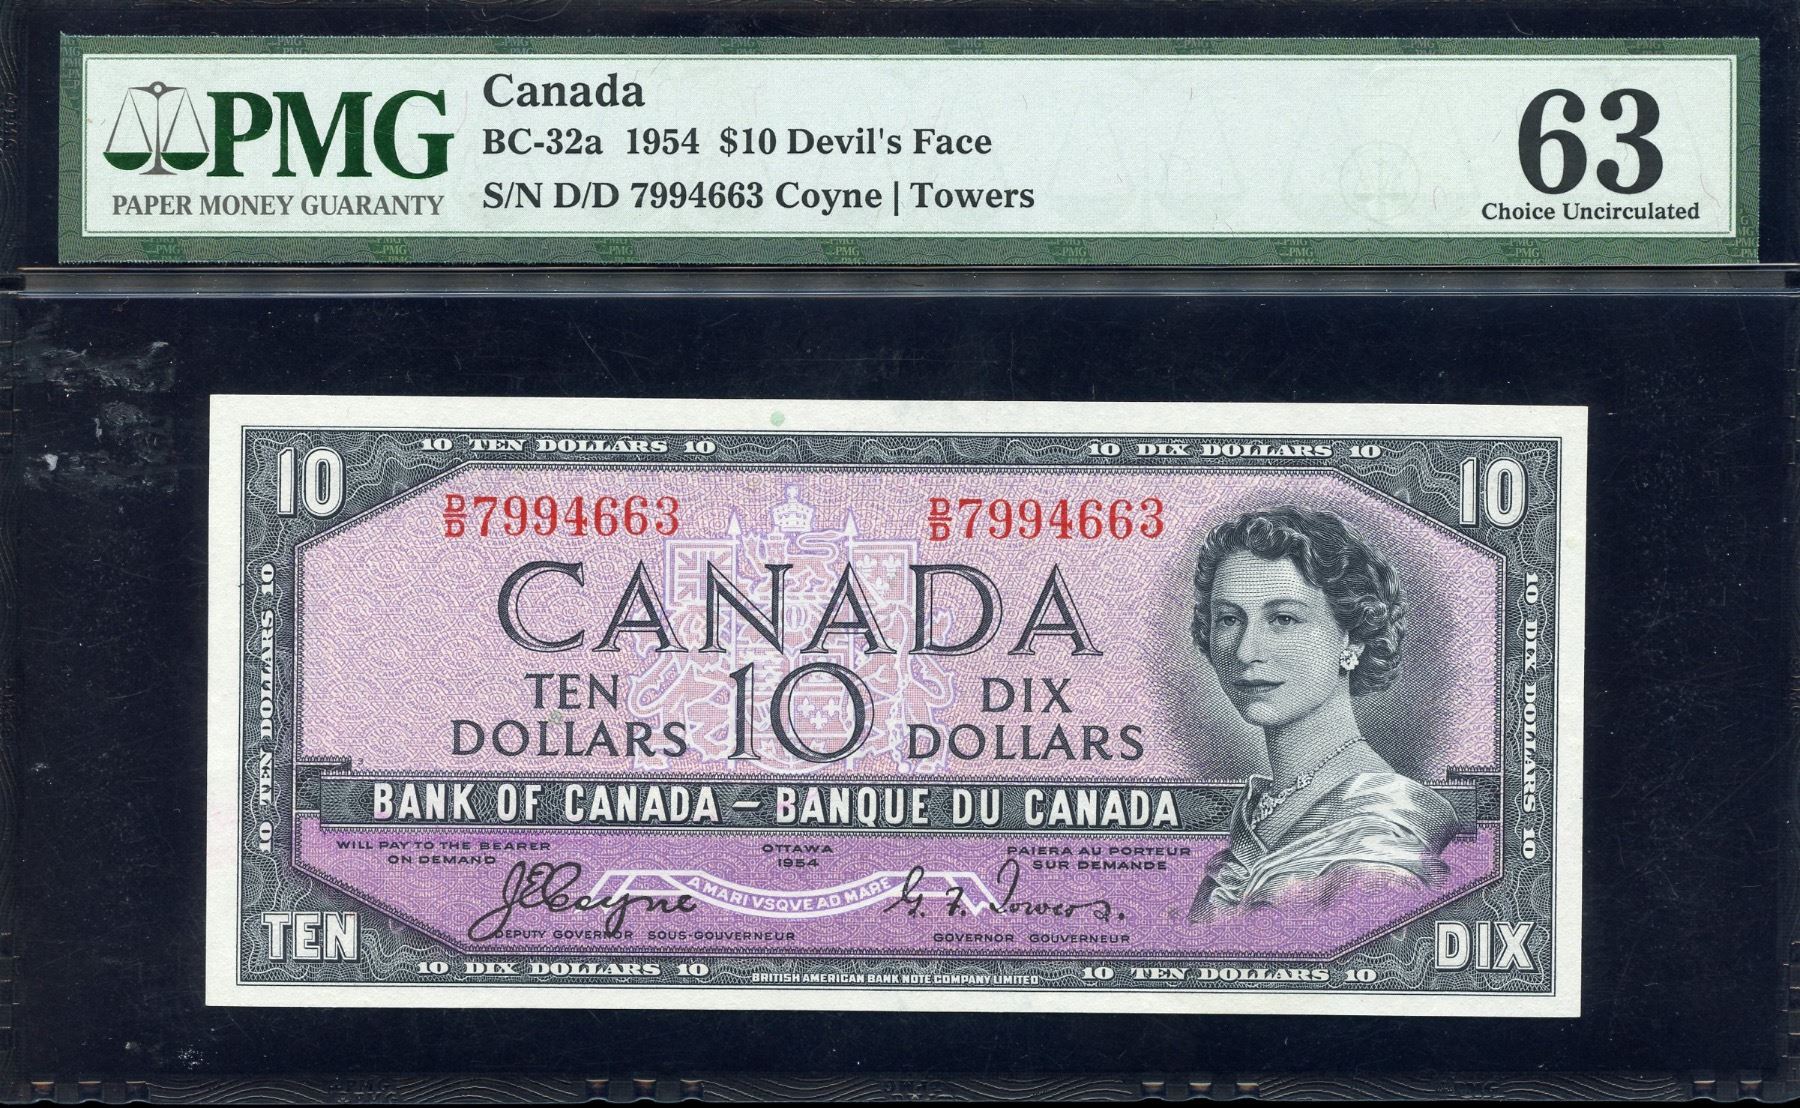 PMG
PAPER MONEY GUARANTY
Canada
BC-32a 1954 $10 Devil's Face
S/N D/D 7994663 Coyne | Towers
63
Choice Uncirculated
10 TEN DOLLARS 10
10 DIX DOLLARS 10
10
10
D/D 7994663
D/D 7994663
CANADA
TEN DOLLARS
10
DIX DOLLARS
10 TEN DOLLARS 10
10 DIX DOLLARS 10
BANK OF CANADA – BANQUE DU CANADA
WILL PAY TO THE BEARER
ON DEMAND
OTTAWA
1954
PAIERA AU PORTEUR
SUR DEMANDE
J.E. Coyne
A MARI VSQVE AD MARE
G. F. Towers.
DEPUTY GOVERNOR SOUS-GOUVERNEUR
GOVERNOR GOUVERNEUR
TEN
DIX
10 DIX DOLLARS 10
BRITISH AMERICAN BANK NOTE COMPANY LIMITED
10 TEN DOLLARS 10